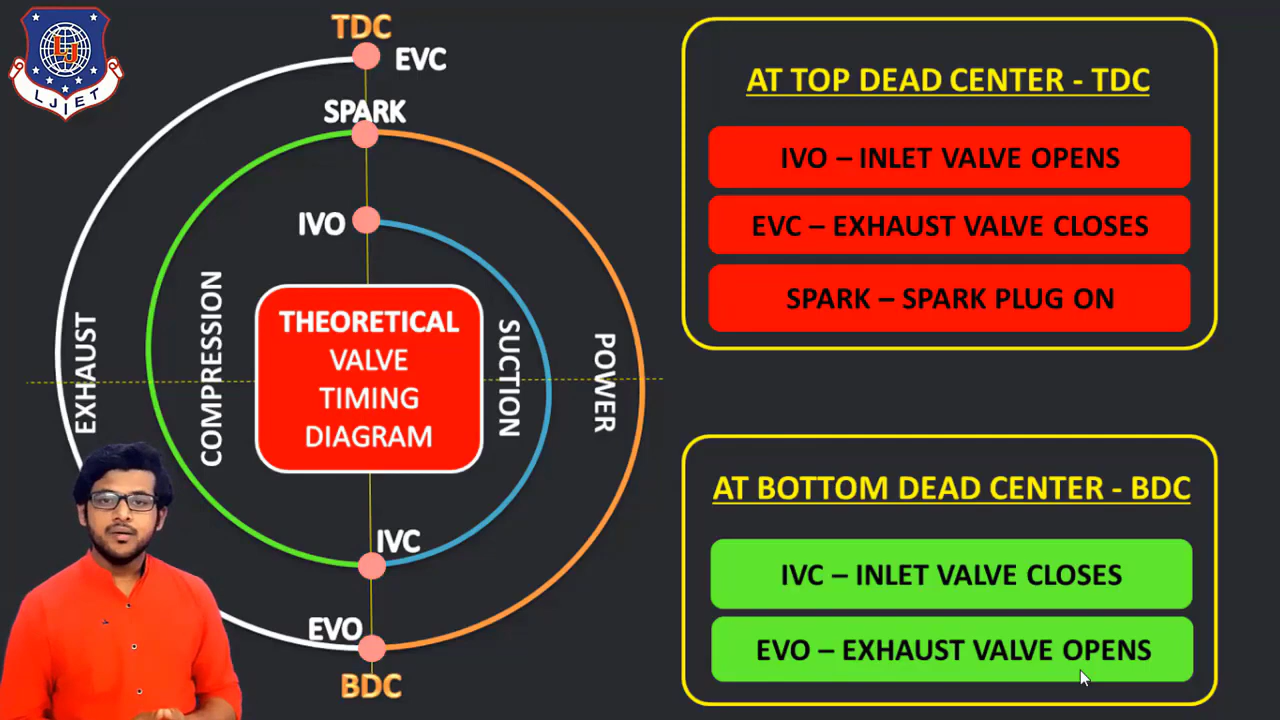 TDC
EVC
SPARK
IVO
EXHAUST
COMPRESSION
THEORETICAL
VALVE
TIMING
DIAGRAM
SUCTION
POWER
IVC
EVO
BDC
LJ
LJIET
AT TOP DEAD CENTER - TDC
IVO – INLET VALVE OPENS
EVC – EXHAUST VALVE CLOSES
SPARK – SPARK PLUG ON
AT BOTTOM DEAD CENTER - BDC
IVC – INLET VALVE CLOSES
EVO – EXHAUST VALVE OPENS